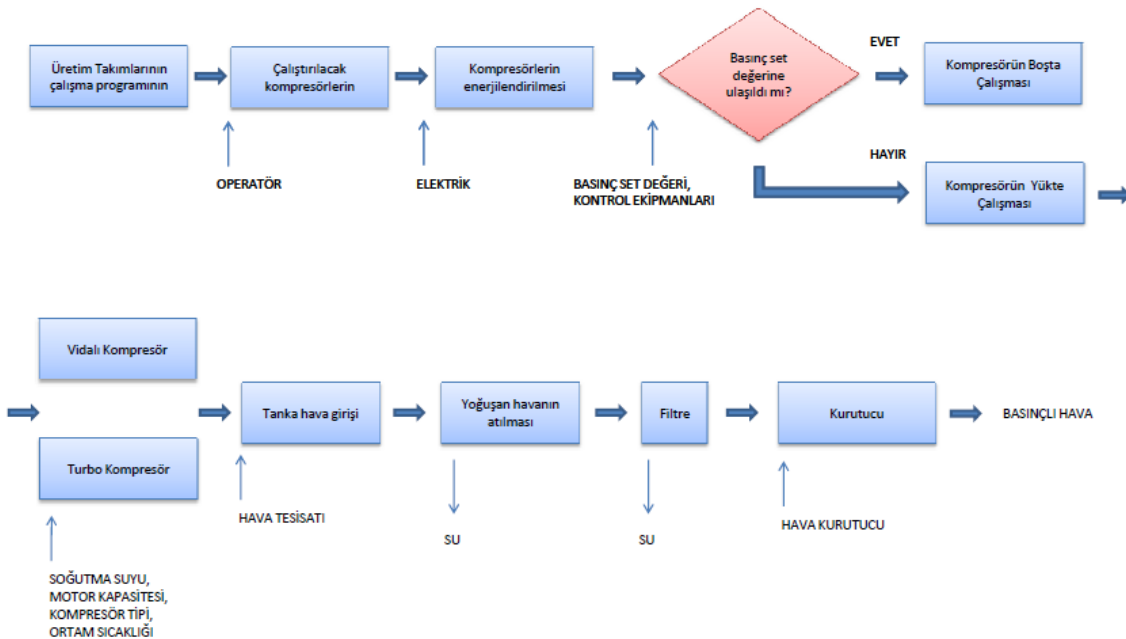 Üretim Takımlarının
çalışma programının
Çalıştırılacak
kompresörlerin
Kompresörlerin
enerjilendirilmesi
Basınç set
değerine
ulaşıldı mı?
EVET
Kompresörün Boşta
Çalışması
HAYIR
Kompresörün Yükte
Çalışması
OPERATÖR
ELEKTRİK
BASINÇ SET DEĞERİ,
KONTROL EKİPMANLARI
Vidalı Kompresör
Turbo Kompresör
Tanka hava girişi
Yoğuşan havanın
atılması
Filtre
Kurutucu
BASINÇLI HAVA
HAVA TESİSATI
SU
SU
HAVA KURUTUCU
SOĞUTMA SUYU,
MOTOR KAPASİTESİ,
KOMPRESÖR TİPİ,
ORTAM SICAKLIĞI